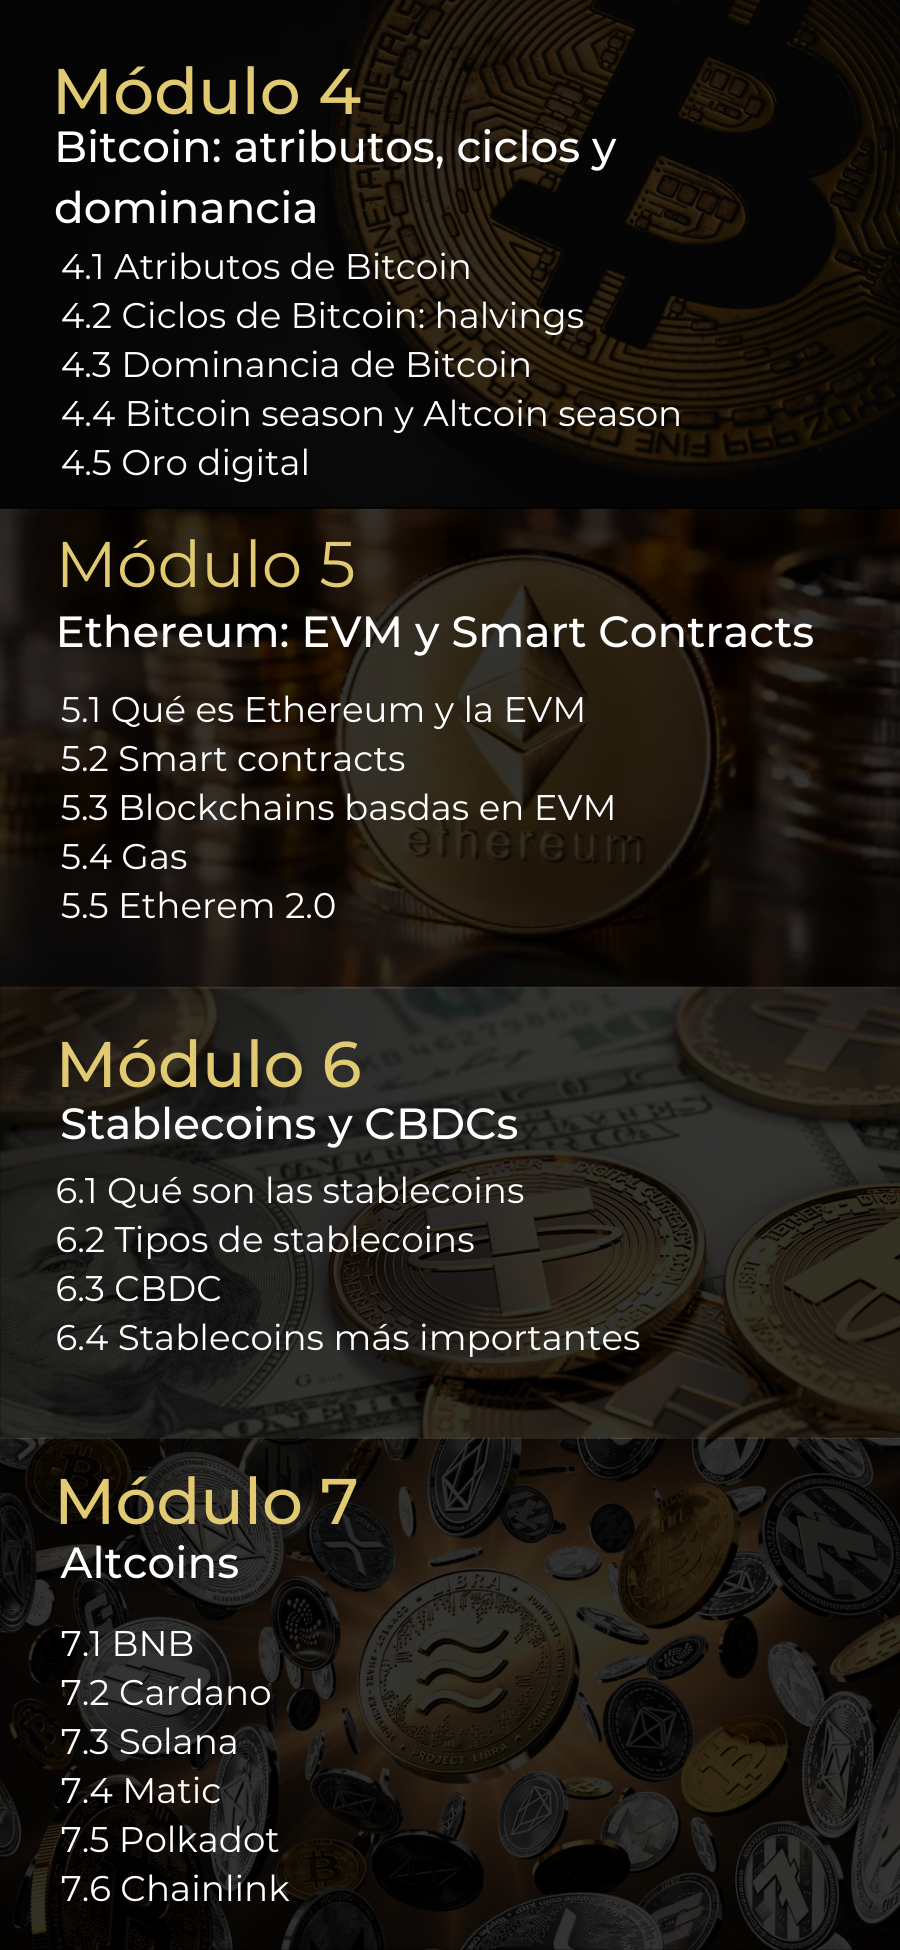 Módulo 4
Bitcoin: atributos, ciclos y
dominancia
4.1 Atributos de Bitcoin
4.2 Ciclos de Bitcoin: halvings
4.3 Dominancia de Bitcoin
4.4 Bitcoin season y Altcoin season
4.5 Oro digital
Módulo 5
Ethereum: EVM y Smart Contracts
5.1 Qué es Ethereum y la EVM
5.2 Smart contracts
5.3 Blockchains basdas en EVM
ethereum
5.4 Gas
5.5 Etherem 2.0
Módulo 6
Stablecoins y CBDCs
6.1 Qué son las stablecoins
6.2 Tipos de stablecoins
6.3 CBDC
6.4 Stablecoins más importantes
Módulo 7
Altcoins
LIBRA
PROJECT LIBRA
7.1 BNB
7.2 Cardano
7.3 Solana
7.4 Matic
7.5 Polkadot
7.6 Chainlink